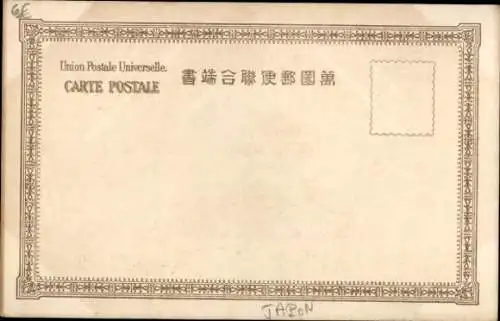 6E
Union Postale Universelle.
CARTE POSTALE
書端合聯便郵國萬
JAPON